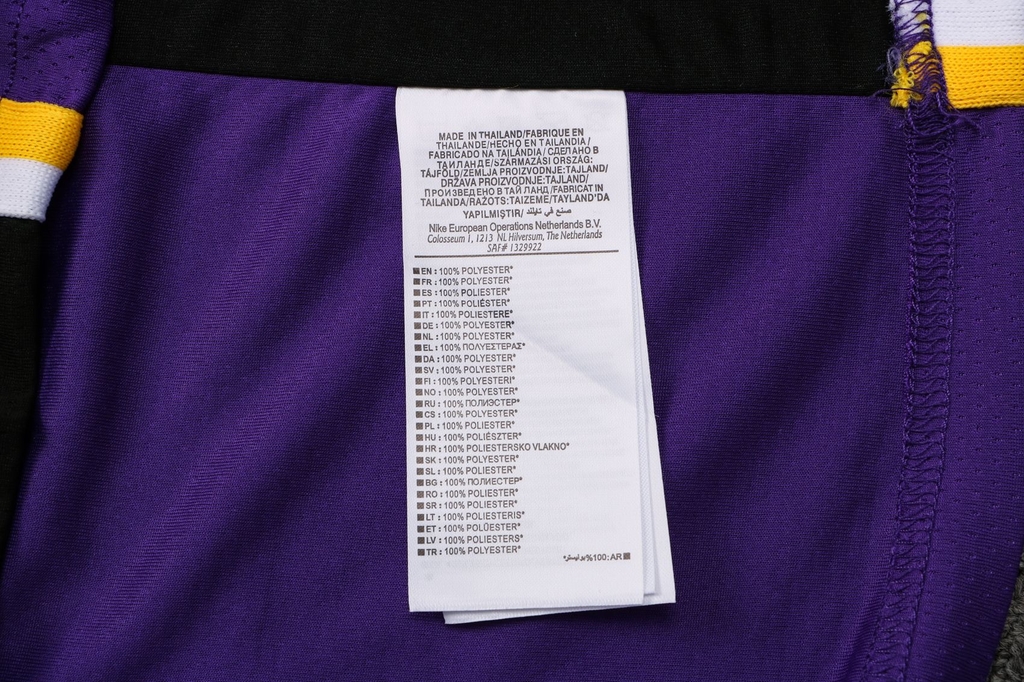 MADE IN THAILAND/FABRIQUE EN
THAILANDE/HECHO EN TAILANDIA/
FABRICADO NA TAILÂNDIA/СДЕЛАНО В
ТАИЛАНДЕ/SZÁRMAZÁSI ORSZÁG:
TÁJFÖLD/ZEMLJA PROIZVODNJE:TAJLAND/
DRŽAVA PROIZVODNJE:TAJLAND/
ПРОИЗВЕДЕНО В ТАЙЛАНД/FABRICAT IN
TAILANDA/RAŽOTS:TAIZEME/TAYLAND'DA
YAPILMIŞTIR/ صنع في تايلند
Nike European Operations Netherlands B.V.
Colosseum 1, 1213 NL Hilversum, The Netherlands
SAF# 1329922
EN : 100% POLYESTER*
FR : 100% POLYESTER*
ES : 100% POLIESTER*
PT : 100% POLIÉSTER*
IT : 100% POLIESTERE*
DE : 100% POLYESTER*
NL : 100% POLYESTER*
EL : 100% ΠΟΛΥΕΣΤΕΡΑΣ*
DA : 100% POLYESTER*
SV : 100% POLYESTER*
FI : 100% POLYESTERI*
NO : 100% POLYESTER*
RU : 100% ПОЛИЭСТЕР*
CS : 100% POLYESTER*
PL : 100% POLIESTER*
HU : 100% POLIÉSZTER*
HR : 100% POLIESTERSKO VLAKNO*
SK : 100% POLYESTER*
SL : 100% POLIESTER*
BG : 100% ПОЛИЕСТЕР*
RO : 100% POLIESTER*
SR : 100% POLIESTER*
LT : 100% POLIESTERIS*
ET : 100% POLÜESTER*
LV : 100% POLIESTERS*
TR : 100% POLYESTER*
AR :100% بوليستر*